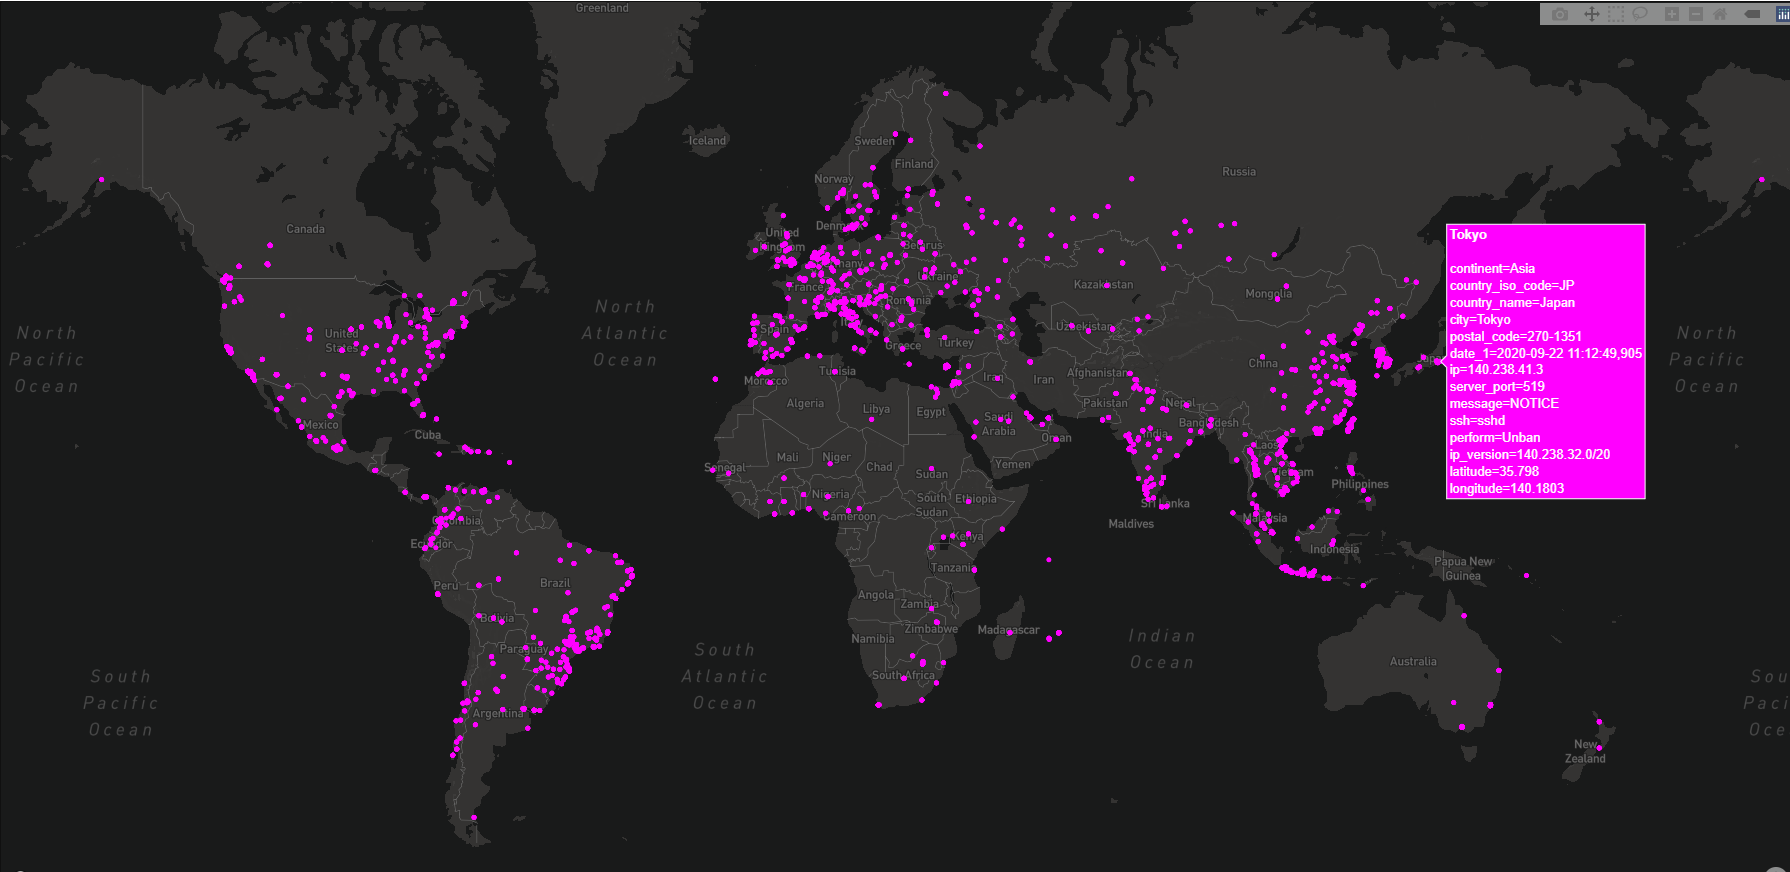 Greenland
Iceland
Sweden
Finland
Norway
Russia
Canada
United
Kingdom
Denm
Belarus
many
Ukraine
France
Kazakhstan
Mongolia
North
Atlantic
Ocean
North
Pacific
Ocean
North
Pacific
Ocean
United
States
Spain
Romania
Greece
Turkey
Uzbekistan
China
Japa
Morocco
Tunisia
Iraq
Iran
Afghanistan
Algeria
Libya
Egypt
Saudi
Arabia
Oman
Pakistan
Nepal
Bangladesh
India
Laos
Vietnam
Mexico
Cuba
Mali
Niger
Chad
Sudan
Yemen
Senegal
Nigeria
South
Sudan
Ethiopia
Cameroon
Philippines
Sri Lanka
Maldives
Malaysia
Indonesia
Papua New
Guinea
Colombia
Ecuador
Peru
Brazil
Bolivia
Paraguay
Argentina
Kenya
Tanzania
Angola
Zambia
Zimbabwe
Namibia
Madagascar
South Africa
South
Atlantic
Ocean
Indian
Ocean
South
Pacific
Ocean
Australia
New
Zealand
Sou
Paci
Oce
Tokyo
continent=Asia
country_iso_code=JP
country_name=Japan
city=Tokyo
postal_code=270-1351
date_1=2020-09-22 11:12:49,905
ip=140.238.41.3
server_port=519
message=NOTICE
ssh=sshd
perform=Unban
ip_version=140.238.32.0/20
latitude=35.798
longitude=140.1803